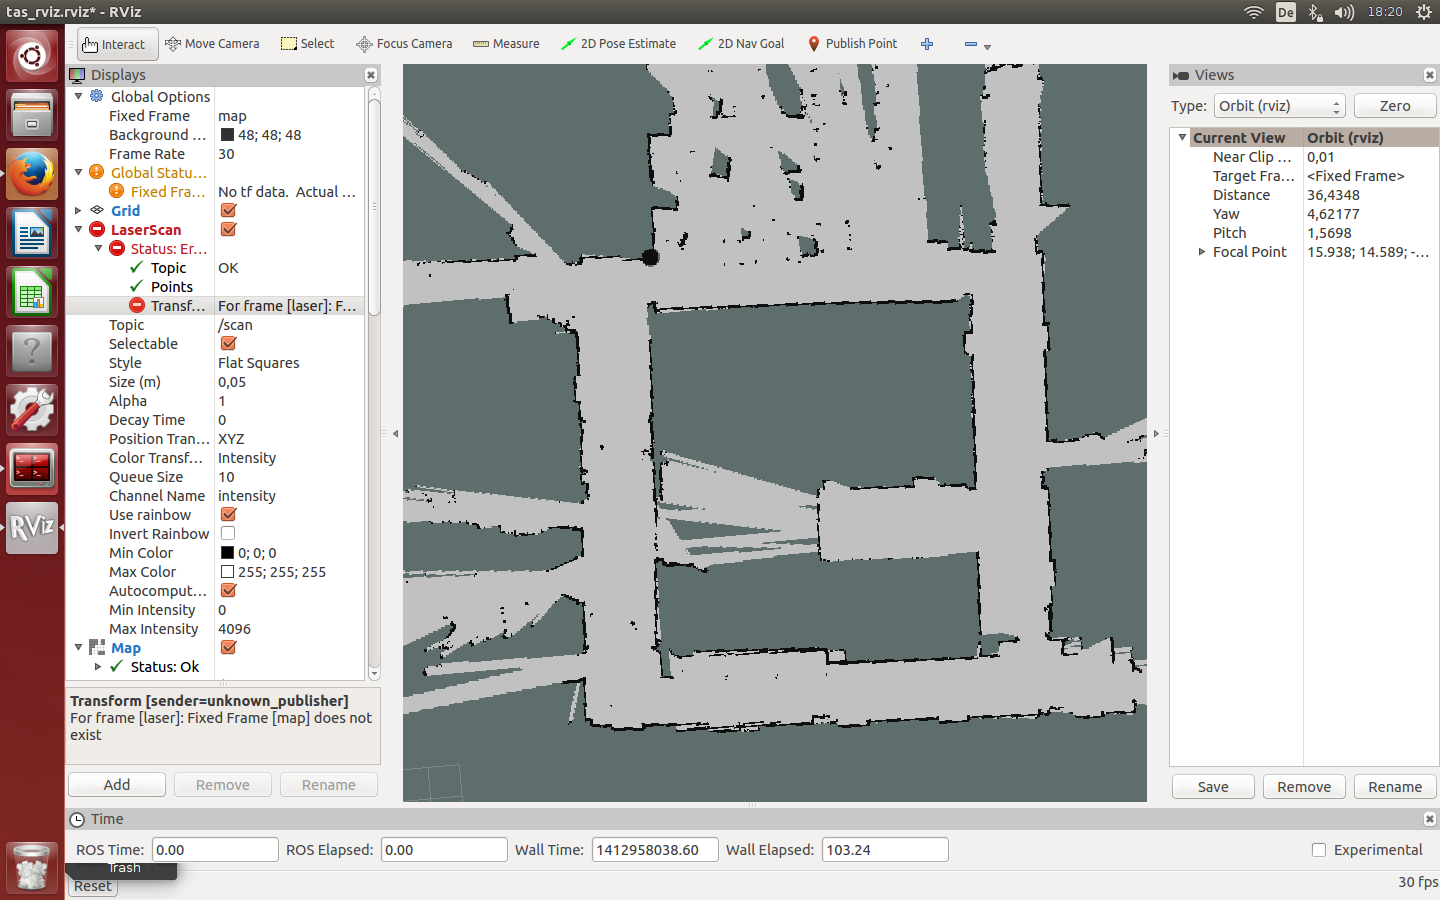 tas_rviz.rviz* - RViz
De
18:20
Interact
Move Camera
Select
Focus Camera
Measure
2D Pose Estimate
2D Nav Goal
Publish Point
Displays
Global Options
Fixed Frame map
Background ... 48; 48; 48
Frame Rate 30
Global Statu...
Fixed Fra... No tf data. Actual ...
Grid
LaserScan
Status: Er...
Topic OK
Points
Transf... For frame [laser]: F...
Topic /scan
Selectable
Style Flat Squares
Size (m) 0,05
Alpha 1
Decay Time 0
Position Tran... XYZ
Color Transf... Intensity
Queue Size 10
Channel Name intensity
Use rainbow
Invert Rainbow
Min Color 0; 0; 0
Max Color 255; 255; 255
Autocomput...
Min Intensity 0
Max Intensity 4096
Map
Status: Ok
Transform [sender=unknown_publisher]
For frame [laser]: Fixed Frame [map] does not
exist
Add
Remove
Rename
Views
Type: Orbit (rviz) Zero
Current View Orbit (rviz)
Near Clip ... 0,01
Target Fra... <Fixed Frame>
Distance 36,4348
Yaw 4,62177
Pitch 1,5698
Focal Point 15.938; 14.589; -...
Save
Remove
Rename
Time
ROS Time: 0.00 ROS Elapsed: 0.00 Wall Time: 1412958038.60 Wall Elapsed: 103.24 Experimental
Trash
Reset
30 fps
RViz